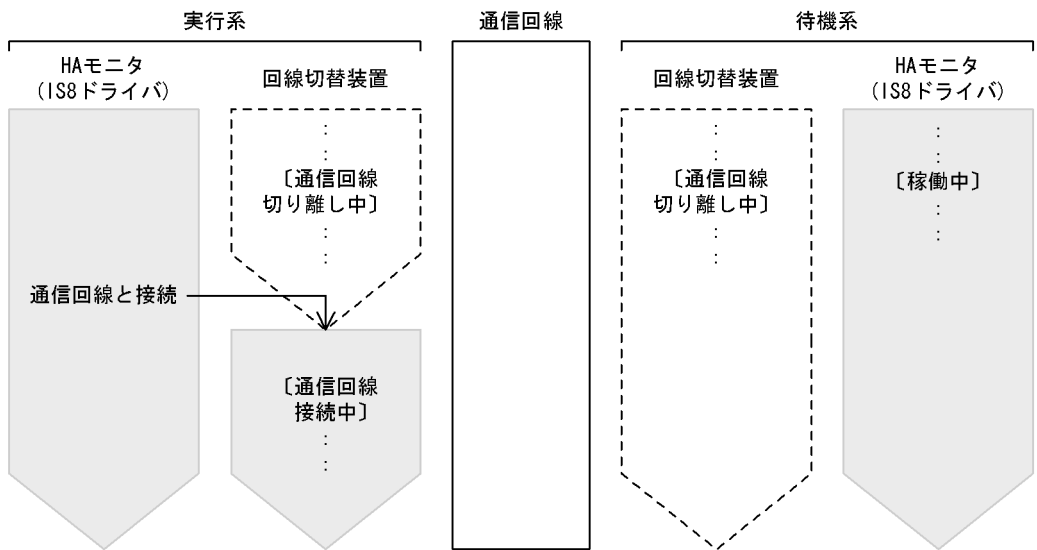 実行系
通信回線
待機系
HAモニタ
(IS8ドライバ)
回線切替装置
回線切替装置
HAモニタ
(IS8ドライバ)
：
：
〔通信回線
切り離し中〕
：
：
：
：
〔通信回線
切り離し中〕
：
：
：
：
〔稼働中〕
：
：
通信回線と接続
〔通信回線
接続中〕
：
：